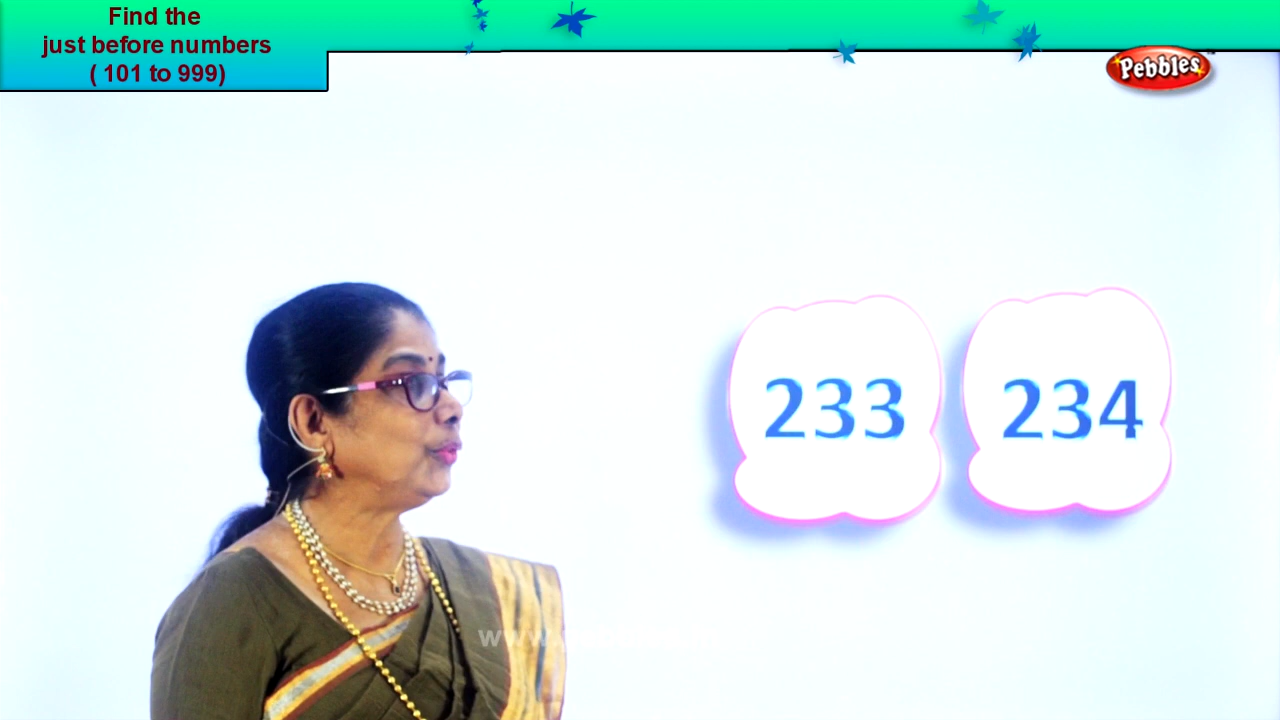 Find the
just before numbers
( 101 to 999)
Pebbles
233 234